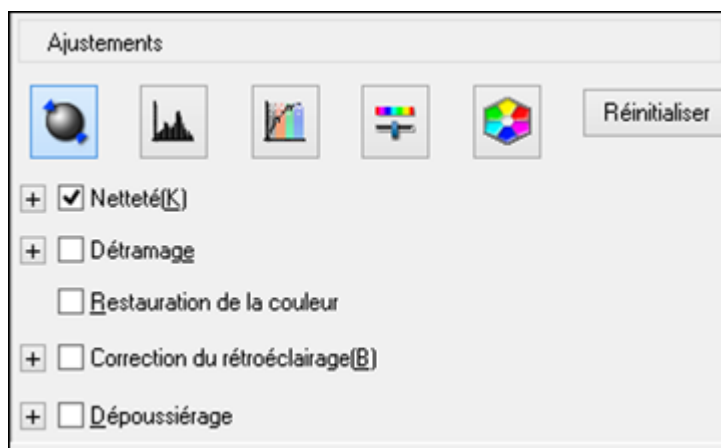 Ajustements
Réinitialiser
Netteté(K)
Détramage
Restauration de la couleur
Correction du rétroéclairage(B)
Dépoussiérage